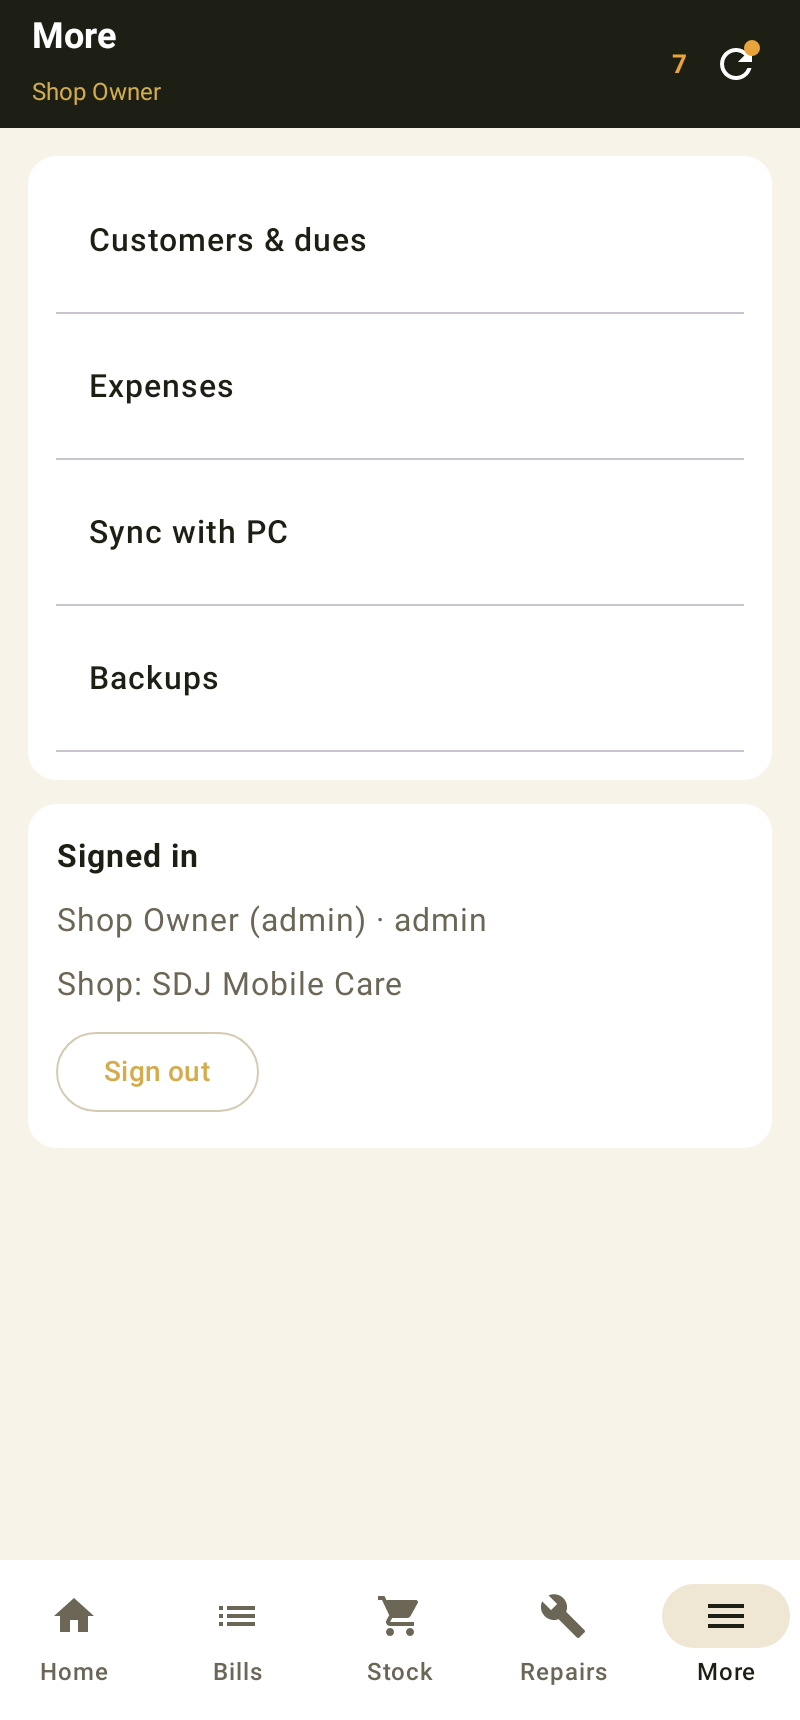 More
Shop Owner
7
Customers & dues
Expenses
Sync with PC
Backups
Signed in
Shop Owner (admin) · admin
Shop: SDJ Mobile Care
Sign out
Home
Bills
Stock
Repairs
More